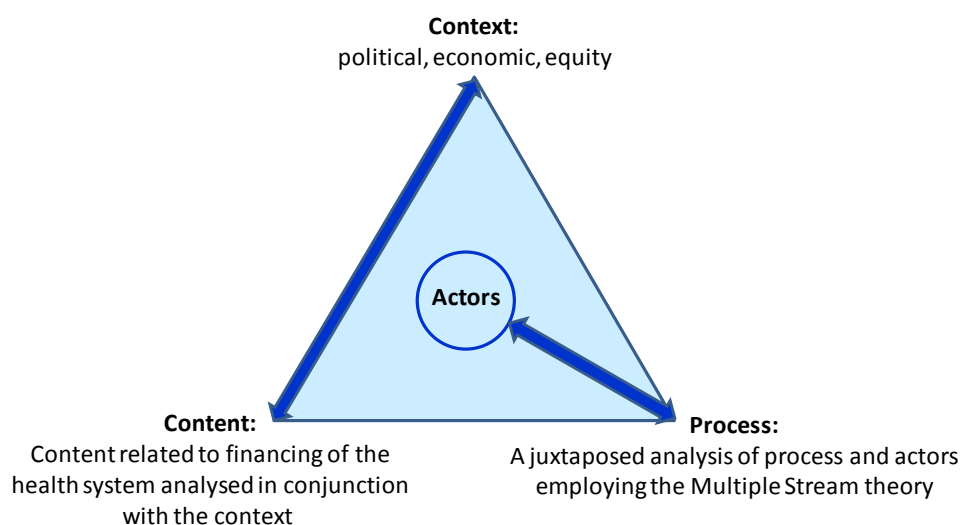 Context:
political, economic, equity
Actors
Content:
Content related to financing of the
health system analysed in conjunction
with the context
Process:
A juxtaposed analysis of process and actors
employing the Multiple Stream theory